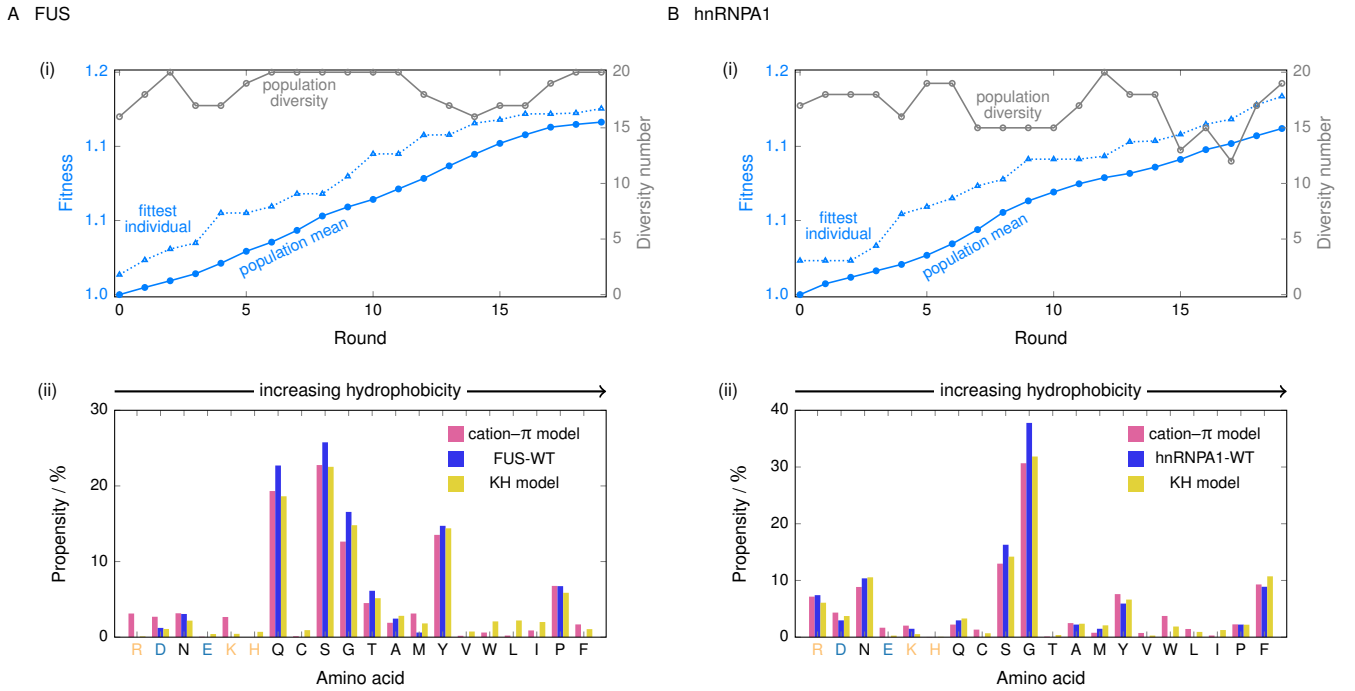 A FUS
B hnRNPA1
(i)
1.2
1.1
1.1
1.0
Fitness
population
diversity
fittest
individual
population mean
20
15
10
5
0
Diversity number
0 5 10 15
Round
(i)
1.2
1.1
1.1
1.0
Fitness
population
diversity
fittest
individual
population mean
20
15
10
5
0
Diversity number
0 5 10 15
Round
(ii)
increasing hydrophobicity
30
20
10
0
Propensity / %
cation–π model
FUS-WT
KH model
R D N E K H Q C S G T A M Y V W L I P F
Amino acid
(ii)
increasing hydrophobicity
40
30
20
10
0
Propensity / %
cation–π model
hnRNPA1-WT
KH model
R D N E K H Q C S G T A M Y V W L I P F
Amino acid